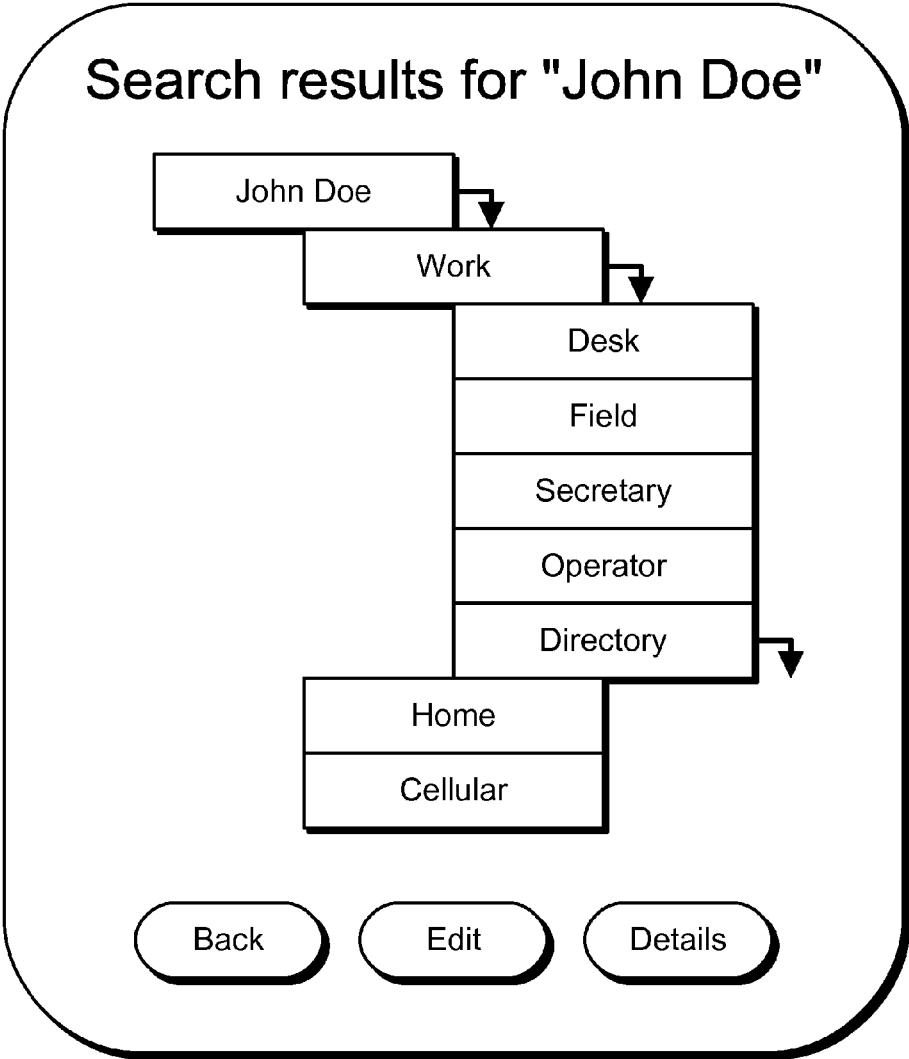 Search results for "John Doe"
John Doe
Work
Desk
Field
Secretary
Operator
Directory
Home
Cellular
Back Edit Details